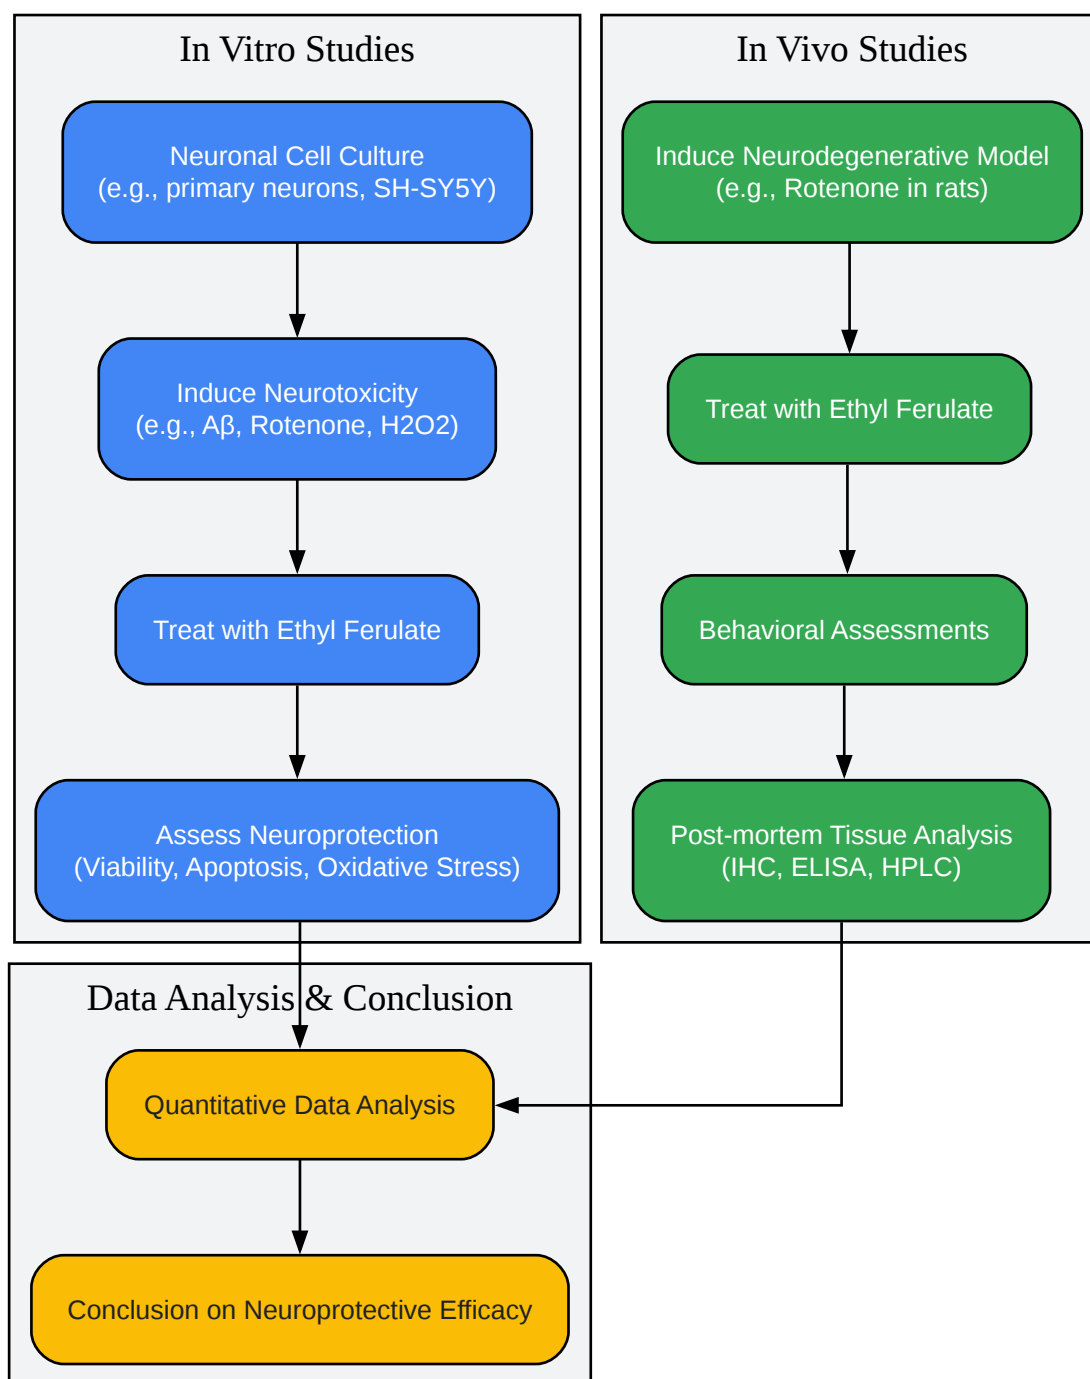 In Vitro Studies
Neuronal Cell Culture
(e.g., primary neurons, SH-SY5Y)
Induce Neurotoxicity
(e.g., Aβ, Rotenone, H2O2)
Treat with Ethyl Ferulate
Assess Neuroprotection
(Viability, Apoptosis, Oxidative Stress)
In Vivo Studies
Induce Neurodegenerative Model
(e.g., Rotenone in rats)
Treat with Ethyl Ferulate
Behavioral Assessments
Post-mortem Tissue Analysis
(IHC, ELISA, HPLC)
Data Analysis & Conclusion
Quantitative Data Analysis
Conclusion on Neuroprotective Efficacy